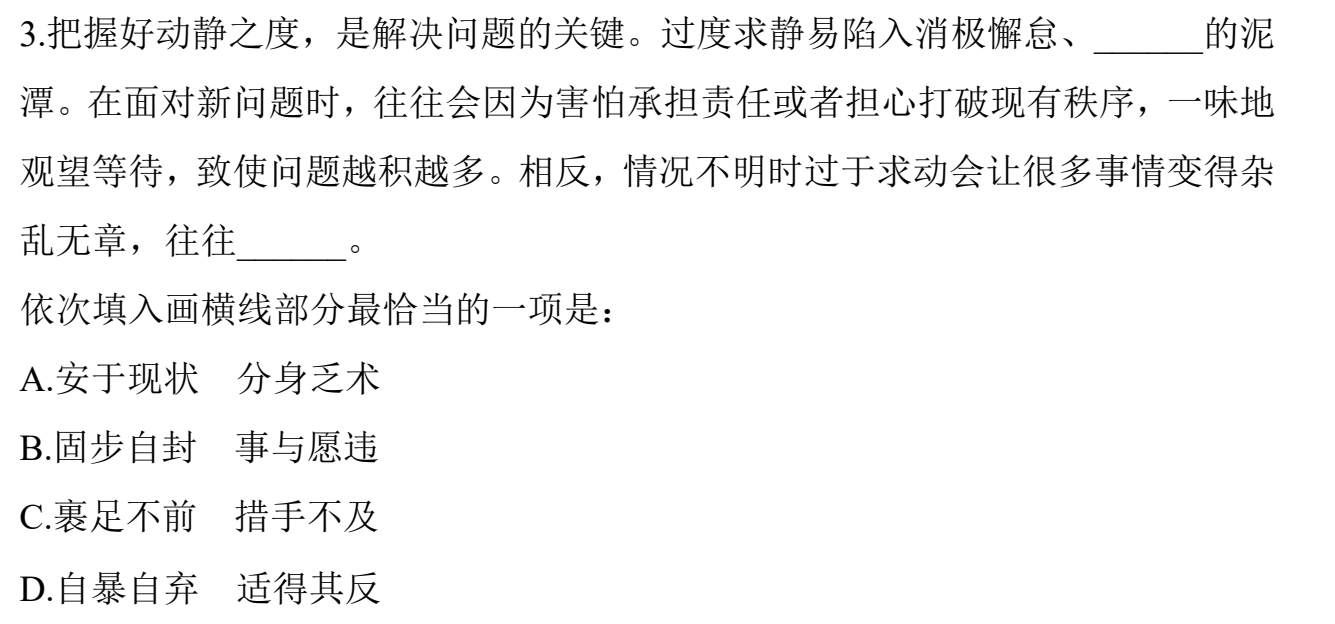 3.把握好动静之度，是解决问题的关键。过度求静易陷入消极懈怠、______的泥
潭。在面对新问题时，往往会因为害怕承担责任或者担心打破现有秩序，一味地
观望等待，致使问题越积越多。相反，情况不明时过于求动会让很多事情变得杂
乱无章，往往______。
依次填入画横线部分最恰当的一项是：
A.安于现状　分身乏术
B.固步自封　事与愿违
C.裹足不前　措手不及
D.自暴自弃　适得其反